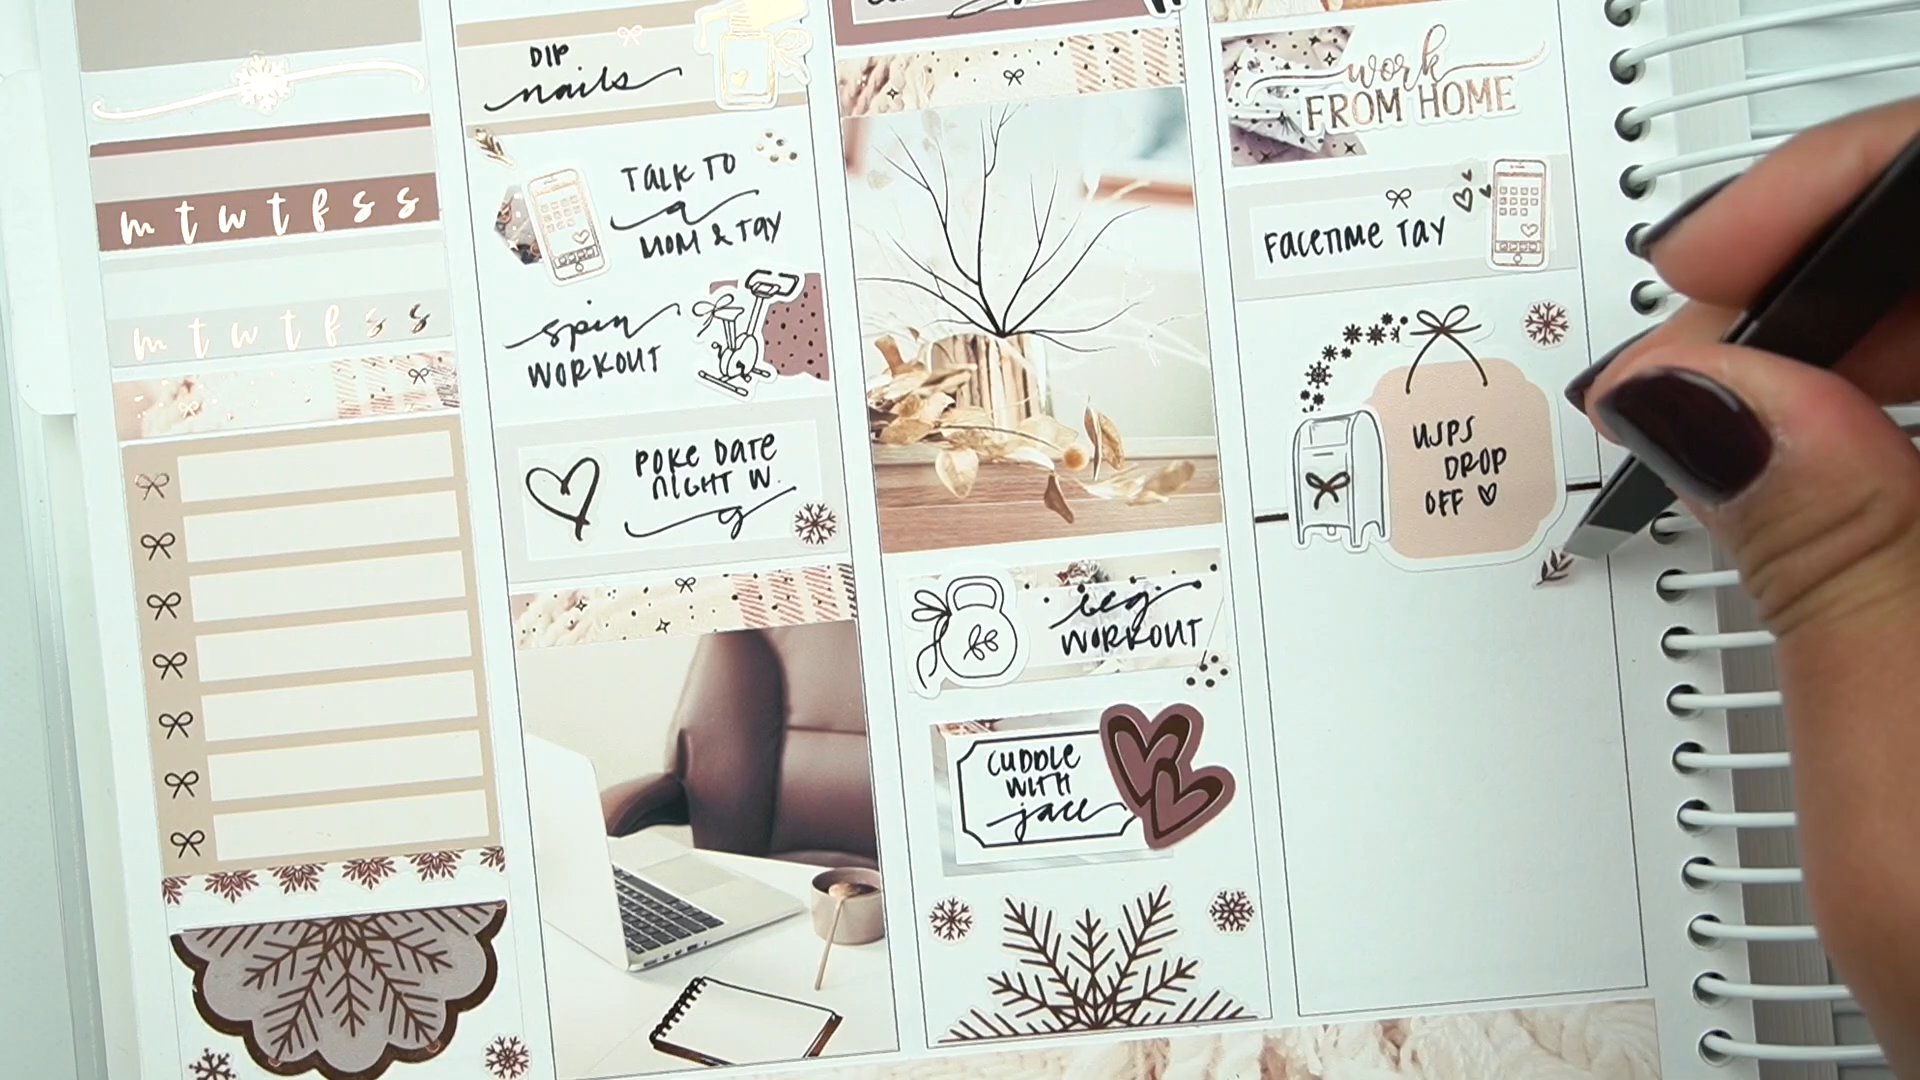 m t w t f s s
m t w t f s s
DIP
nails
TALK TO
MOM & TAY
spin
WORKOUT
POKE DATE
NIGHT W.
g
leg
WORKOUT
CUDDLE
WITH
jace
work
FROM HOME
FACETIME TAY
USPS
DROP
OFF